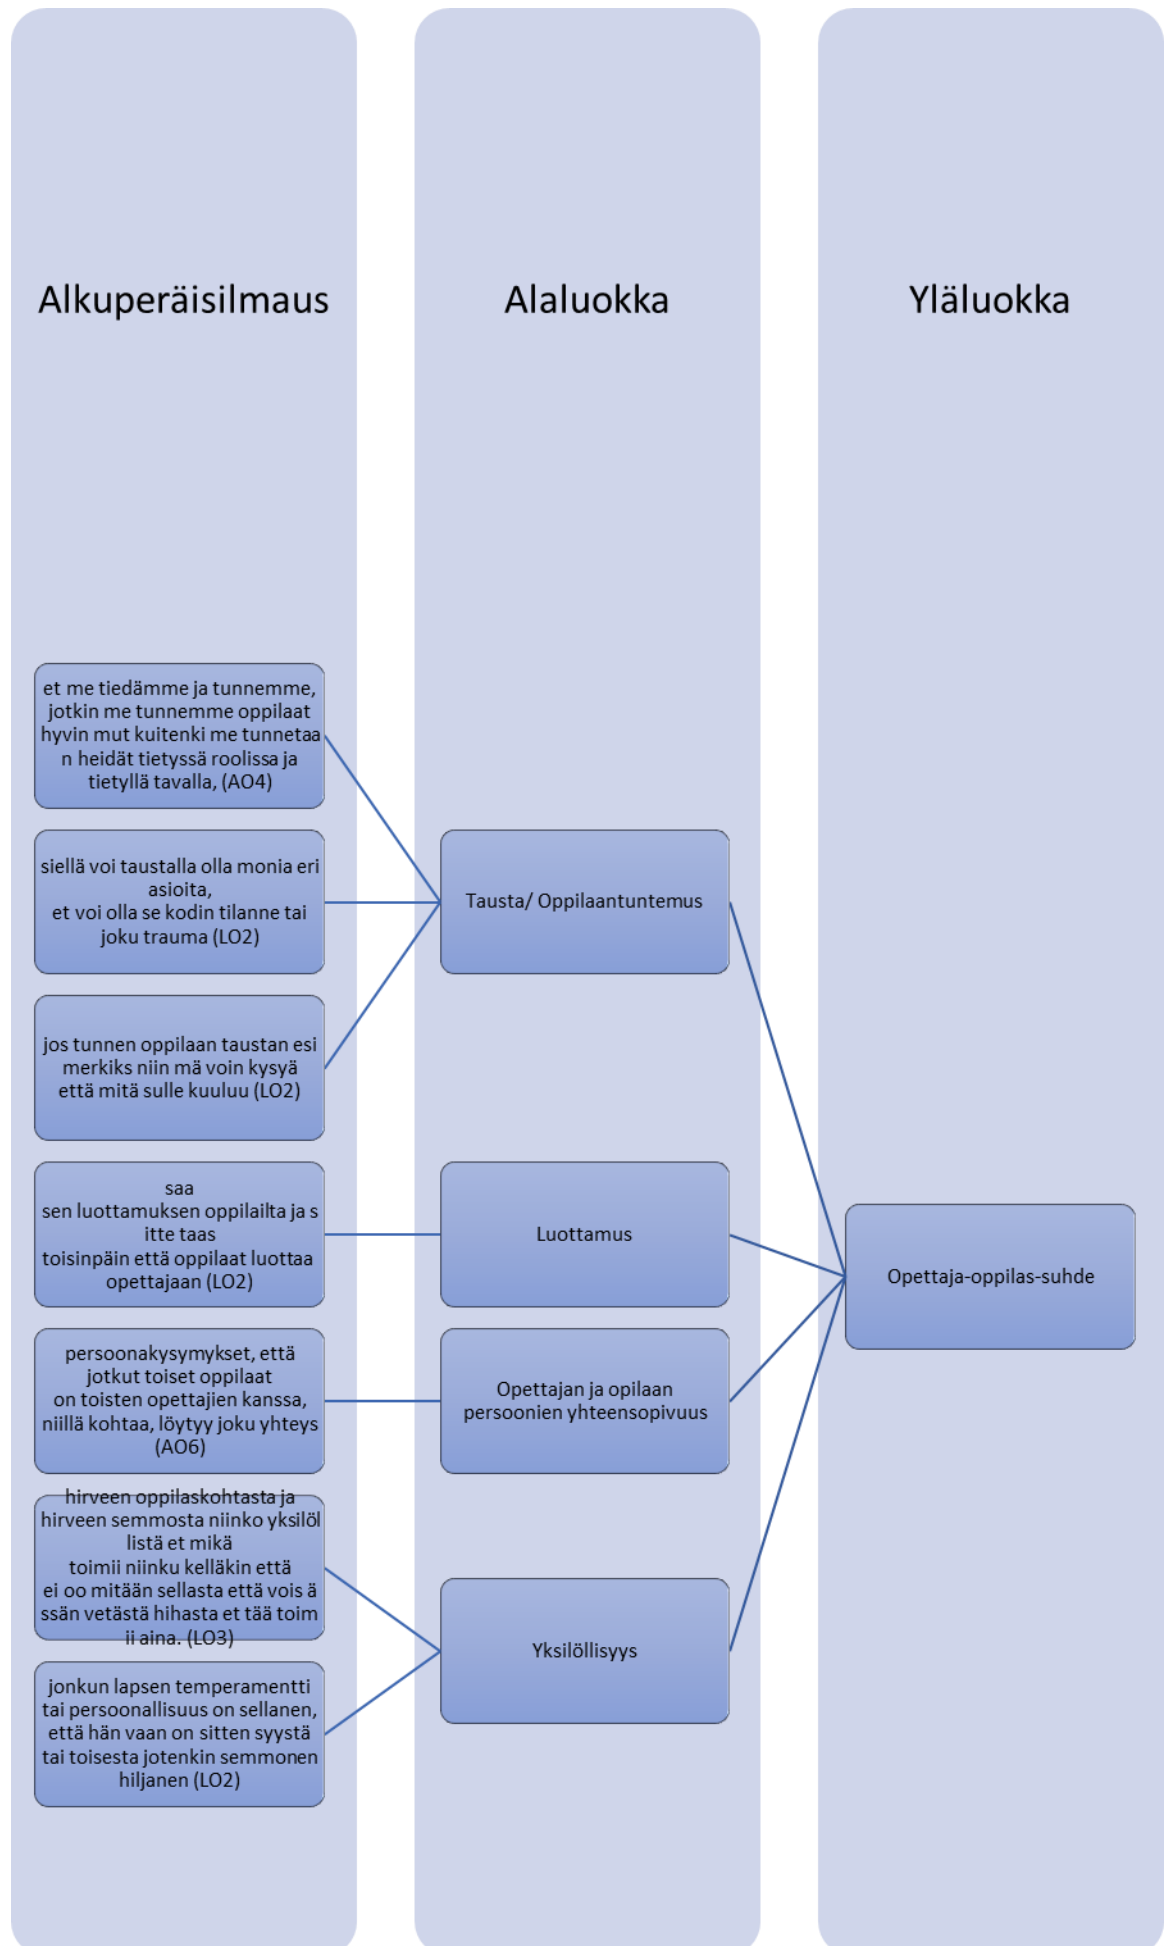 Alkuperäisilmaus
Alaluokka
Yläluokka
et me tiedämme ja tunnemme,
jotkin me tunnemme oppilaat
hyvin mut kuitenki me tunnetaa
n heidät tietyssä roolissa ja
tietyllä tavalla, (AO4)
siellä voi taustalla olla monia eri
asioita,
et voi olla se kodin tilanne tai
joku trauma (LO2)
jos tunnen oppilaan taustan esi
merkiks niin mä voin kysyä
että mitä sulle kuuluu (LO2)
Tausta/ Oppilaantuntemus
saa
sen luottamuksen oppilailta ja s
itte taas
toisinpäin että oppilaat luottaa
opettajaan (LO2)
Luottamus
persoonakysymykset, että
jotkut toiset oppilaat
on toisten opettajien kanssa,
niillä kohtaa, löytyy joku yhteys
(AO6)
Opettajan ja opilaan
persoonien yhteensopivuus
hirveen oppilaskohtasta ja
hirveen semmosta niinko yksilöl
listä et mikä
toimii niinku kelläkin että
ei oo mitään sellasta että vois ä
ssän vetästä hihasta et tää toim
ii aina. (LO3)
jonkun lapsen temperamentti
tai persoonallisuus on sellanen,
että hän vaan on sitten syystä
tai toisesta jotenkin semmonen
hiljanen (LO2)
Yksilöllisyys
Opettaja-oppilas-suhde